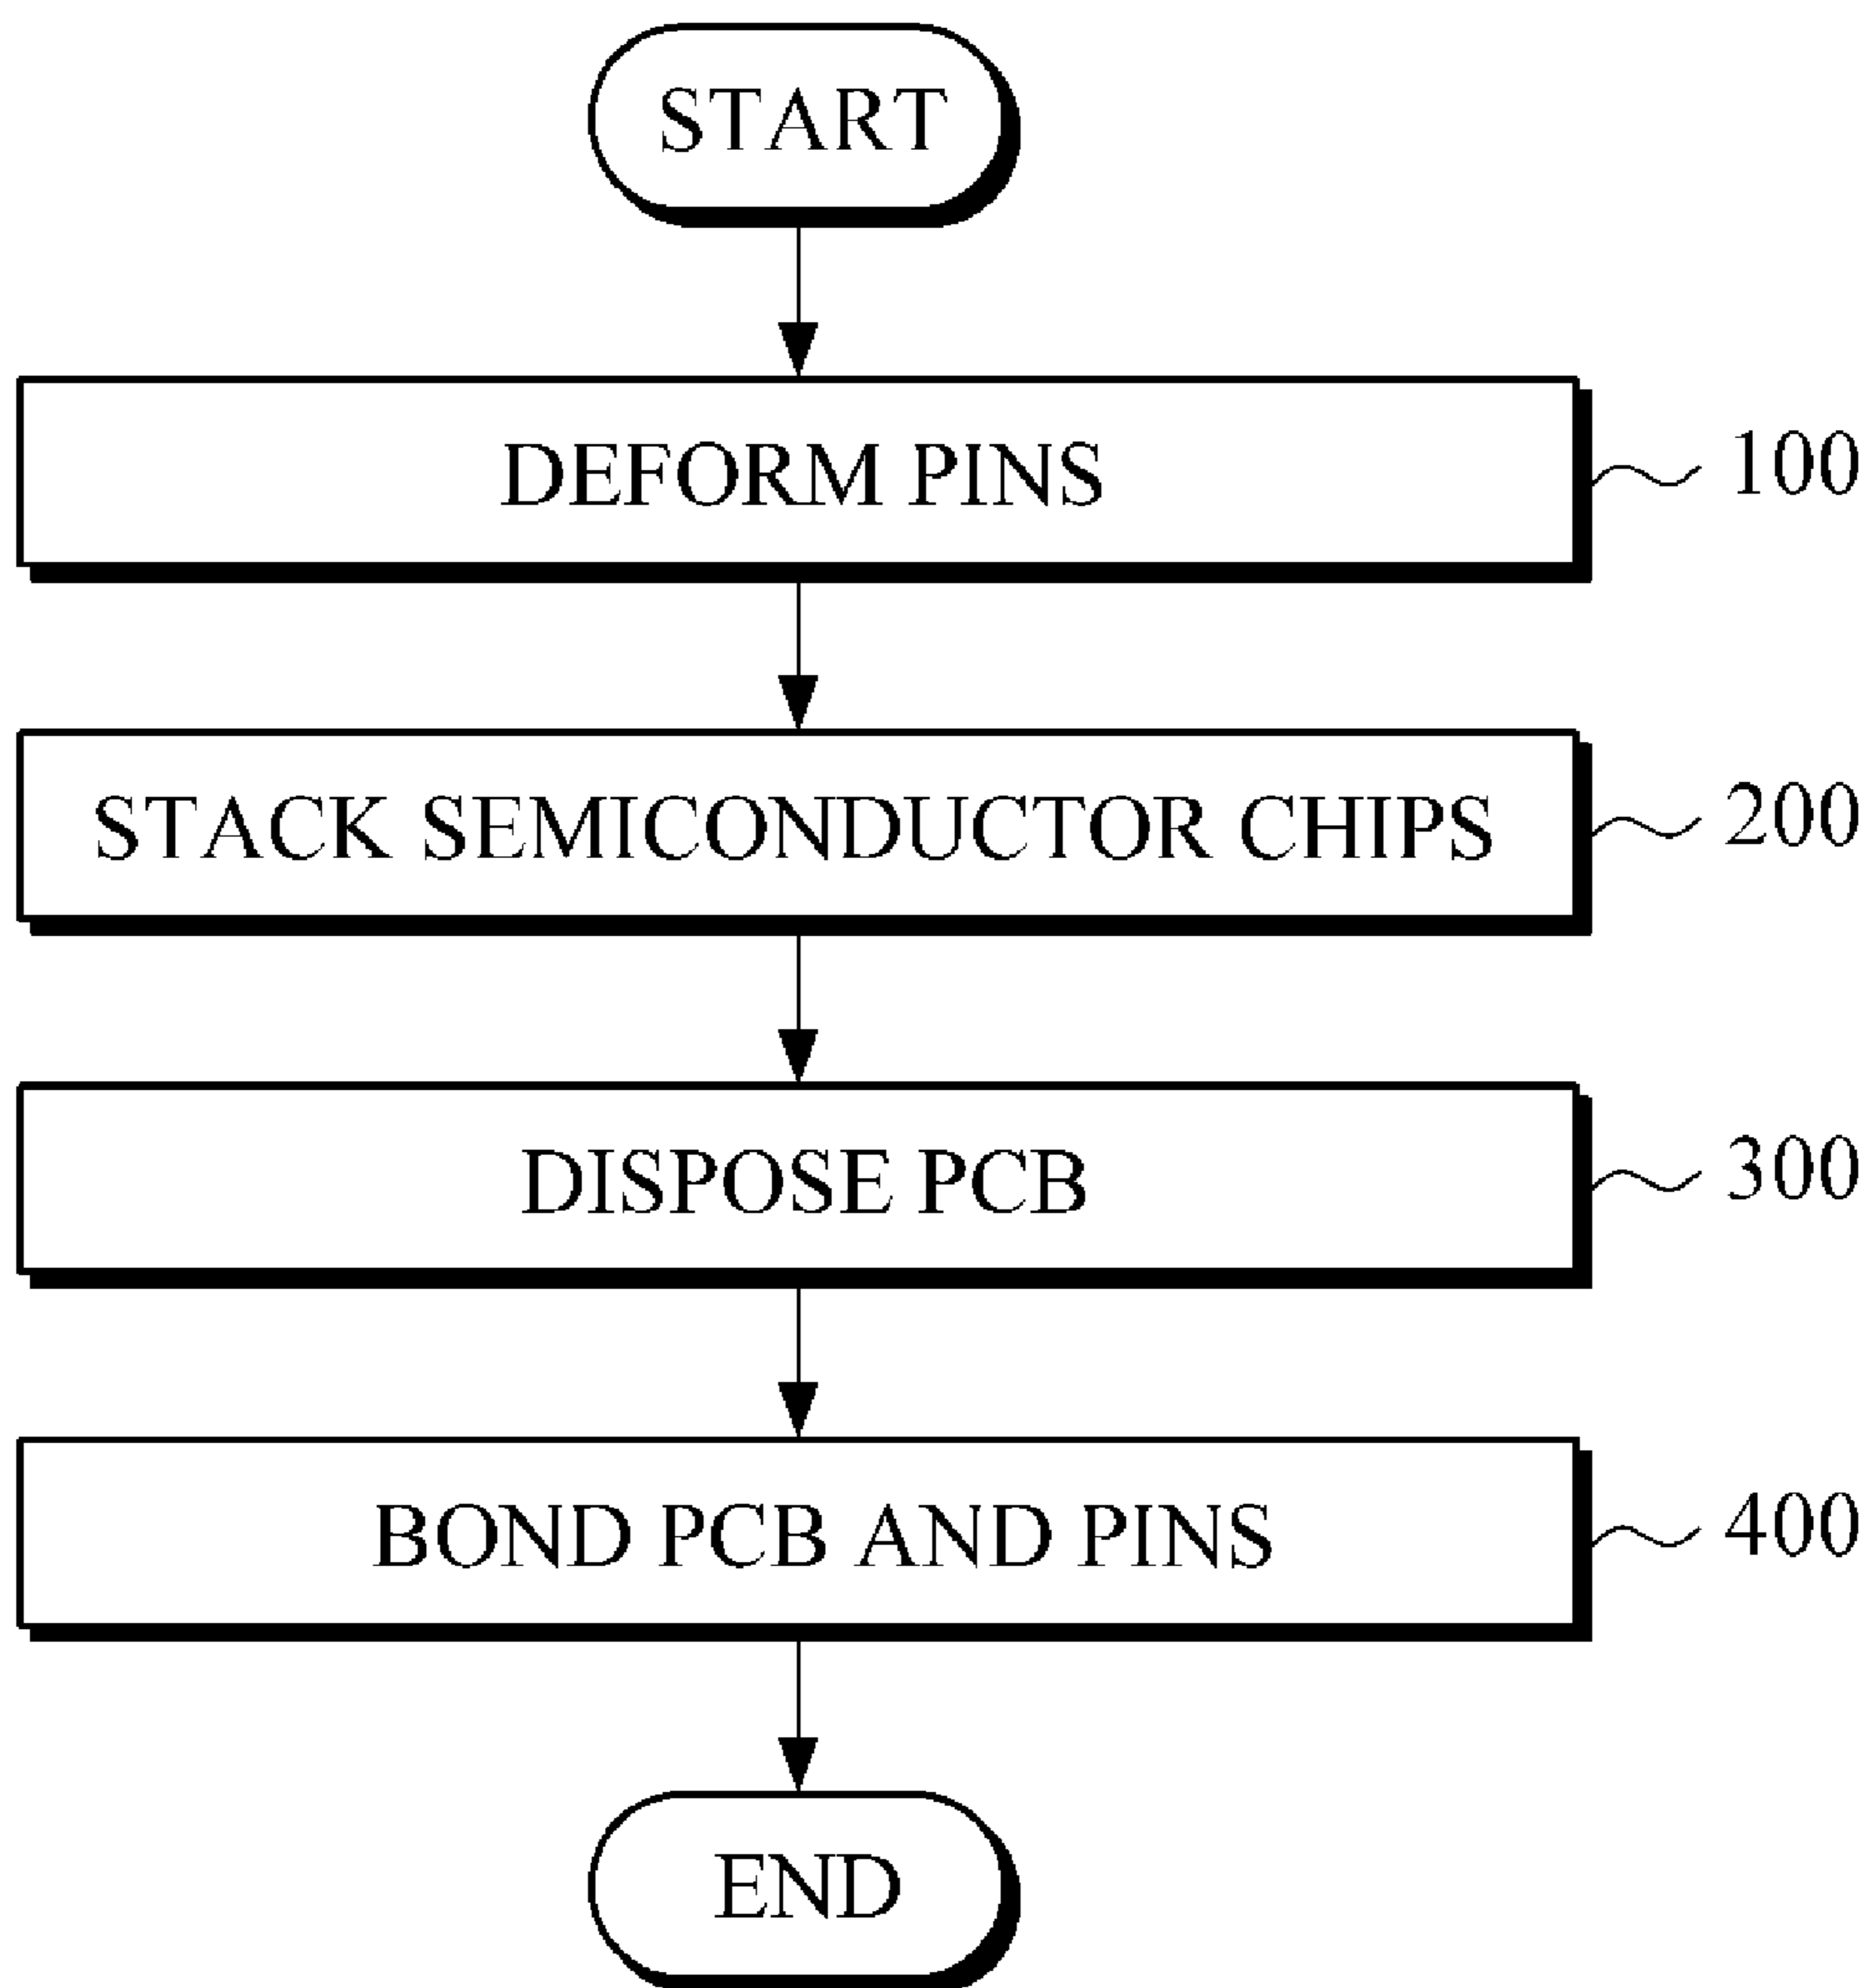 START
DEFORM PINS
100
STACK SEMICONDUCTOR CHIPS
200
DISPOSE PCB
300
BOND PCB AND PINS
400
END